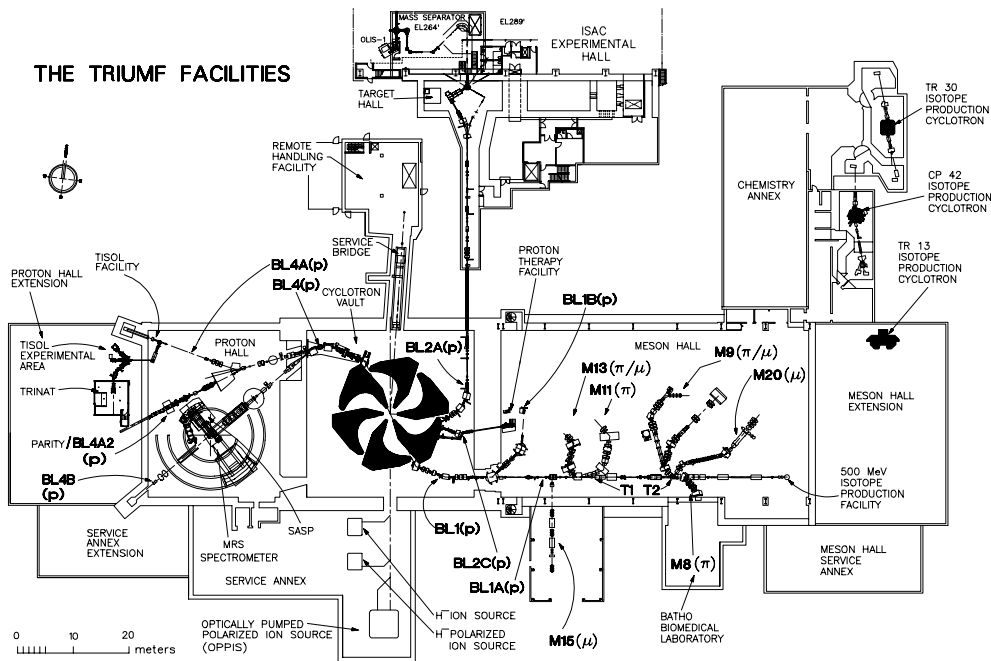 THE TRIUMF FACILITIES
MASS SEPARATOR
EL264'
EL289'
OLIS-1
ISAC
EXPERIMENTAL
HALL
TARGET
HALL
REMOTE
HANDLING
FACILITY
SERVICE
BRIDGE
TISOL
FACILITY
PROTON HALL
EXTENSION
BL4A(p)
BL4(p)
CYCLOTRON
VAULT
PROTON
HALL
TISOL
EXPERIMENTAL
AREA
TRINAT
PARITY/BL4A2
(p)
BL4B
(p)
BL2A(p)
PROTON
THERAPY
FACILITY
BL1B(p)
MESON HALL
M13(π/μ)
M11(π)
M9(π/μ)
M20(μ)
CHEMISTRY
ANNEX
TR 30
ISOTOPE
PRODUCTION
CYCLOTRON
CP 42
ISOTOPE
PRODUCTION
CYCLOTRON
TR 13
ISOTOPE
PRODUCTION
CYCLOTRON
MESON HALL
EXTENSION
T1 T2
500 MeV
ISOTOPE
PRODUCTION
FACILITY
SERVICE
ANNEX
EXTENSION
MRS
SPECTROMETER
SASP
BL1(p)
BL2C(p)
BL1A(p)
M8(π)
MESON HALL
SERVICE
ANNEX
SERVICE ANNEX
H⁻ ION SOURCE
H⁻ POLARIZED
ION SOURCE
M15(μ)
BATHO
BIOMEDICAL
LABORATORY
OPTICALLY PUMPED
POLARIZED ION SOURCE
(OPPIS)
0 10 20
meters